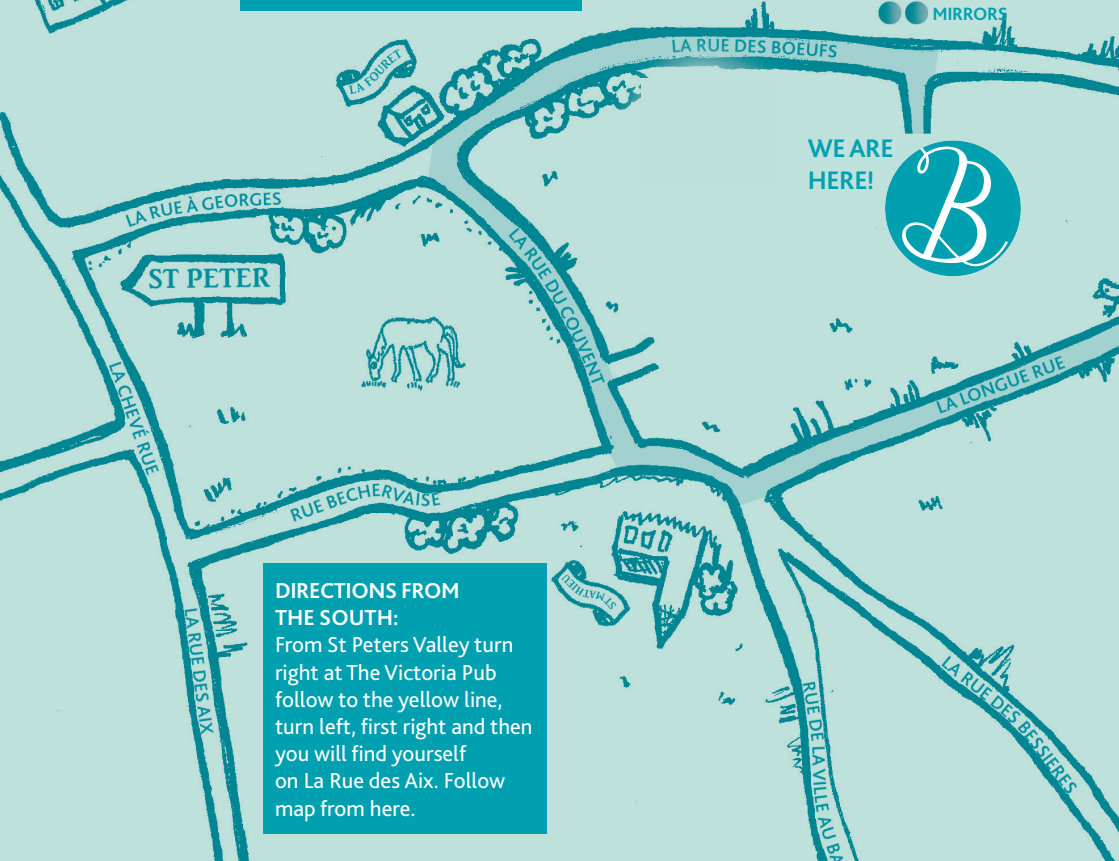 MIRRORS
LA RUE DES BOEUFS
LA FOURET
WE ARE
HERE!
B
LA RUE À GEORGES
ST PETER
LA RUE DU COUVENT
LA CHEVÉ RUE
LA LONGUE RUE
RUE BECHERVAISE
ST MATHIEU
DIRECTIONS FROM
THE SOUTH:
From St Peters Valley turn
right at The Victoria Pub
follow to the yellow line,
turn left, first right and then
you will find yourself
on La Rue des Aix. Follow
map from here.
LA RUE DES AIX
RUE DE LA VILLE AU BA
LA RUE DES BESSIERES